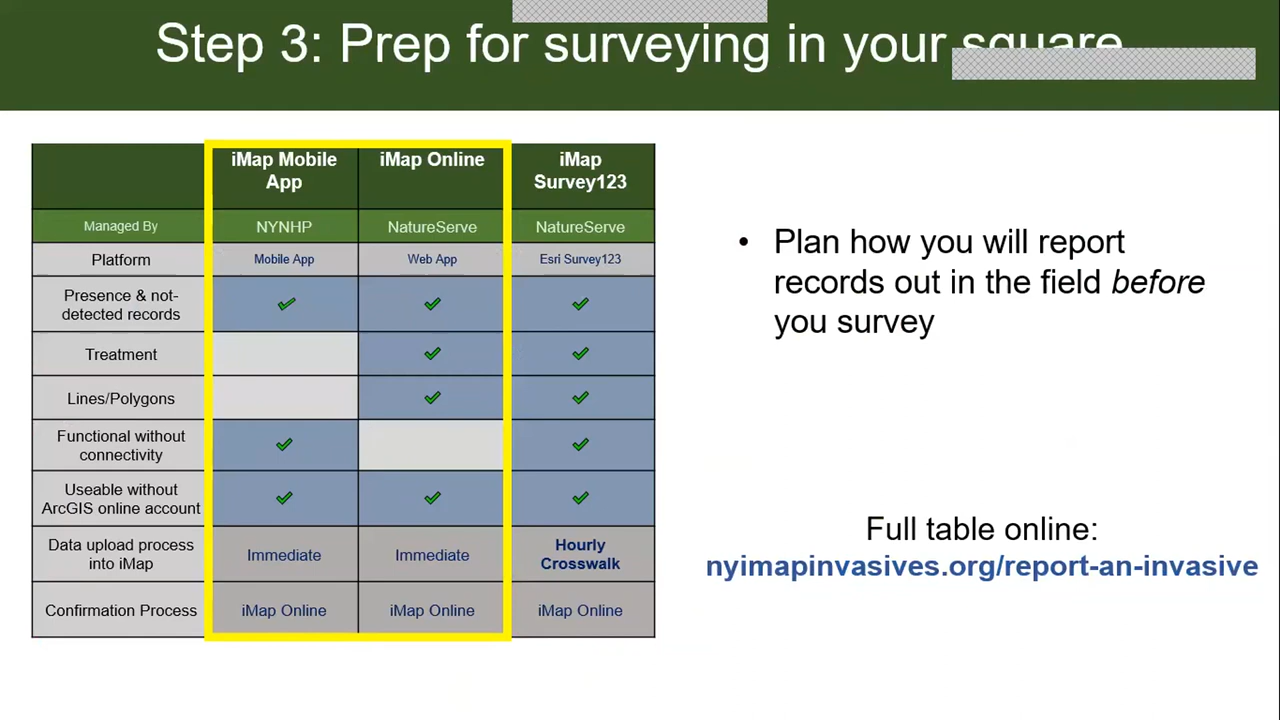 Step 3: Prep for surveying in your square
iMap Mobile App iMap Online iMap Survey123
Managed By NYNHP NatureServe NatureServe
Platform Mobile App Web App Esri Survey123
Presence & not-detected records ✓ ✓ ✓
Treatment ✓ ✓
Lines/Polygons ✓ ✓
Functional without connectivity ✓ ✓
Useable without ArcGIS online account ✓ ✓ ✓
Data upload process into iMap Immediate Immediate Hourly Crosswalk
Confirmation Process iMap Online iMap Online iMap Online
• Plan how you will report
records out in the field before
you survey
Full table online:
nyimapinvasives.org/report-an-invasive